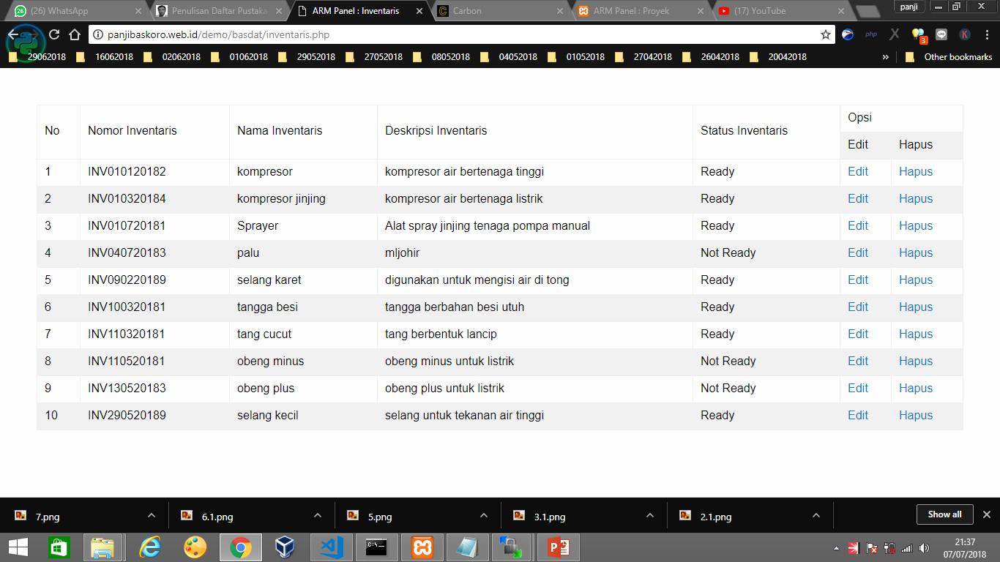 (26) WhatsApp
Penulisan Daftar Pustaka
ARM Panel : Inventaris
Carbon
ARM Panel : Proyek
(17) YouTube
panji
panjibaskoro.web.id/demo/basdat/inventaris.php
29062018 16062018 02062018 01062018 29052018 27052018 08052018 04052018 01052018 27042018 26042018 20042018 » Other bookmarks
No Nomor Inventaris Nama Inventaris Deskripsi Inventaris Status Inventaris Opsi
Edit Hapus
1 INV010120182 kompresor kompresor air bertenaga tinggi Ready Edit Hapus
2 INV010320184 kompresor jinjing kompresor air bertenaga listrik Ready Edit Hapus
3 INV010720181 Sprayer Alat spray jinjing tenaga pompa manual Ready Edit Hapus
4 INV040720183 palu mljohir Not Ready Edit Hapus
5 INV090220189 selang karet digunakan untuk mengisi air di tong Ready Edit Hapus
6 INV100320181 tangga besi tangga berbahan besi utuh Ready Edit Hapus
7 INV110320181 tang cucut tang berbentuk lancip Ready Edit Hapus
8 INV110520181 obeng minus obeng minus untuk listrik Not Ready Edit Hapus
9 INV130520183 obeng plus obeng plus untuk listrik Not Ready Edit Hapus
10 INV290520189 selang kecil selang untuk tekanan air tinggi Ready Edit Hapus
7.png 6.1.png 5.png 3.1.png 2.1.png Show all
21:37
07/07/2018